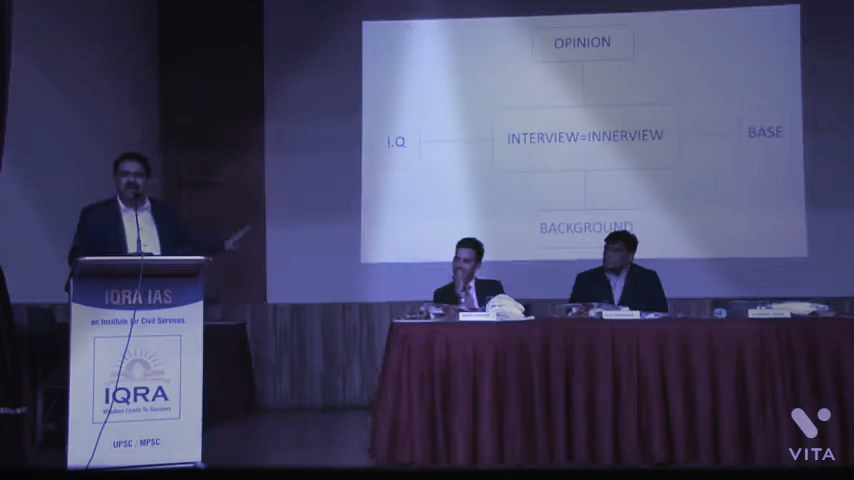 OPINION
I.Q
INTERVIEW=INNERVIEW
BASE
BACKGROUND
IQRA IAS
an Institute for Civil Services
IQRA
Wisdom Leads To Success
UPSC / MPSC
VITA